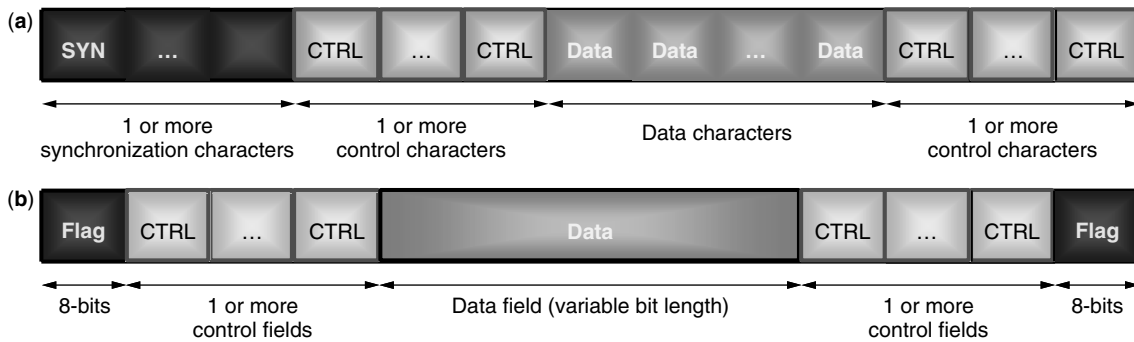 (a)
SYN ... CTRL ... CTRL Data Data ... Data CTRL ... CTRL
1 or more
synchronization characters
1 or more
control characters
Data characters
1 or more
control characters
(b)
Flag CTRL ... CTRL Data CTRL ... CTRL Flag
8-bits
1 or more
control fields
Data field (variable bit length)
1 or more
control fields
8-bits